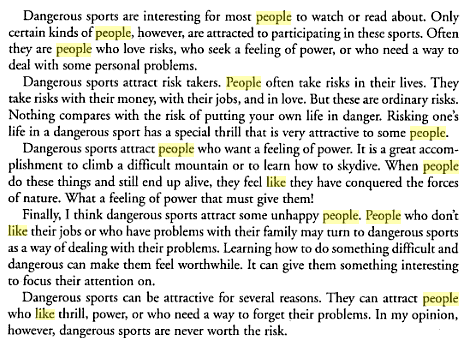 Dangerous sports are interesting for most people to watch or read about. Only
certain kinds of people, however, are attracted to participating in these sports. Often
they are people who love risks, who seek a feeling of power, or who need a way to
deal with some personal problems.
Dangerous sports attract risk takers. People often take risks in their lives. They
take risks with their money, with their jobs, and in love. But these are ordinary risks.
Nothing compares with the risk of putting your own life in danger. Risking one's
life in a dangerous sport has a special thrill that is very attractive to some people.
Dangerous sports attract people who want a feeling of power. It is a great accom-
plishment to climb a difficult mountain or to learn how to skydive. When people
do these things and still end up alive, they feel like they have conquered the forces
of nature. What a feeling of power that must give them!
Finally, I think dangerous sports attract some unhappy people. People who don't
like their jobs or who have problems with their family may turn to dangerous sports
as a way of dealing with their problems. Learning how to do something difficult and
dangerous can make them feel worthwhile. It can give them something interesting
to focus their attention on.
Dangerous sports can be attractive for several reasons. They can attract people
who like thrill, power, or who need a way to forget their problems. In my opinion,
however, dangerous sports are never worth the risk.